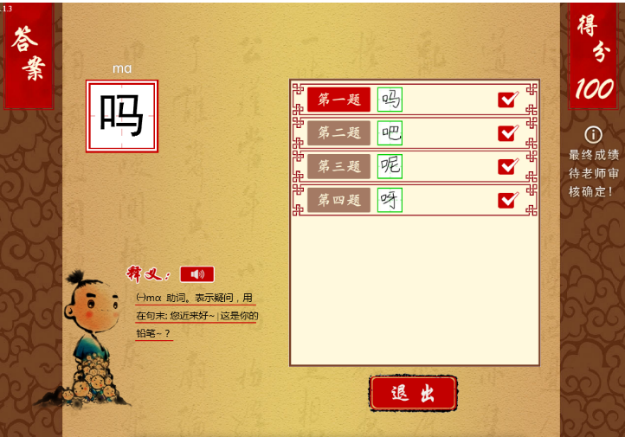 1.3
答案
mɑ
吗
释义：
㈠mɑ 助词。表示疑问，用
在句末: 您近来好~ | 这是你的
铅笔~？
第一题 吗
第二题 吧
第三题 呢
第四题 呀
退出
得分
100
最终成绩
待老师审
核确定！